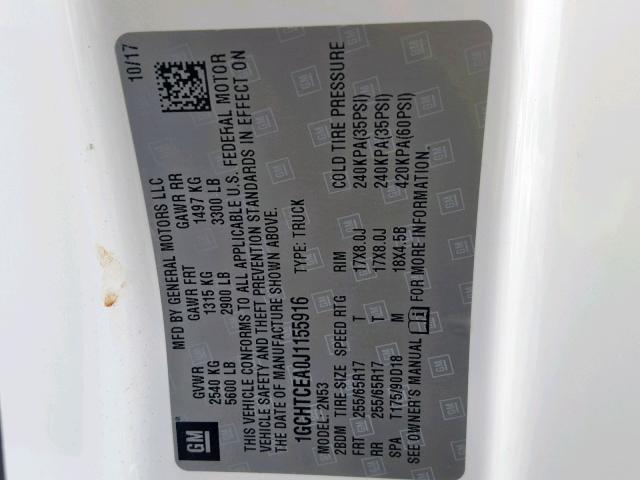 GM
10/17
MFD BY GENERAL MOTORS LLC
GVWR GAWR FRT GAWR RR
2540 KG 1315 KG 1497 KG
5600 LB 2900 LB 3300 LB
THIS VEHICLE CONFORMS TO ALL APPLICABLE U.S. FEDERAL MOTOR
VEHICLE SAFETY AND THEFT PREVENTION STANDARDS IN EFFECT ON
THE DATE OF MANUFACTURE SHOWN ABOVE.
1GCHTCEA0J1155916 TYPE: TRUCK
MODEL: 2N53
2BDM TIRE SIZE SPEED RTG RIM COLD TIRE PRESSURE
FRT 255/65R17 T 17X8.0J 240KPA(35PSI)
RR 255/65R17 T 17X8.0J 240KPA(35PSI)
SPA T175/90D18 M 18X4.5B 420KPA(60PSI)
SEE OWNER'S MANUAL FOR MORE INFORMATION.